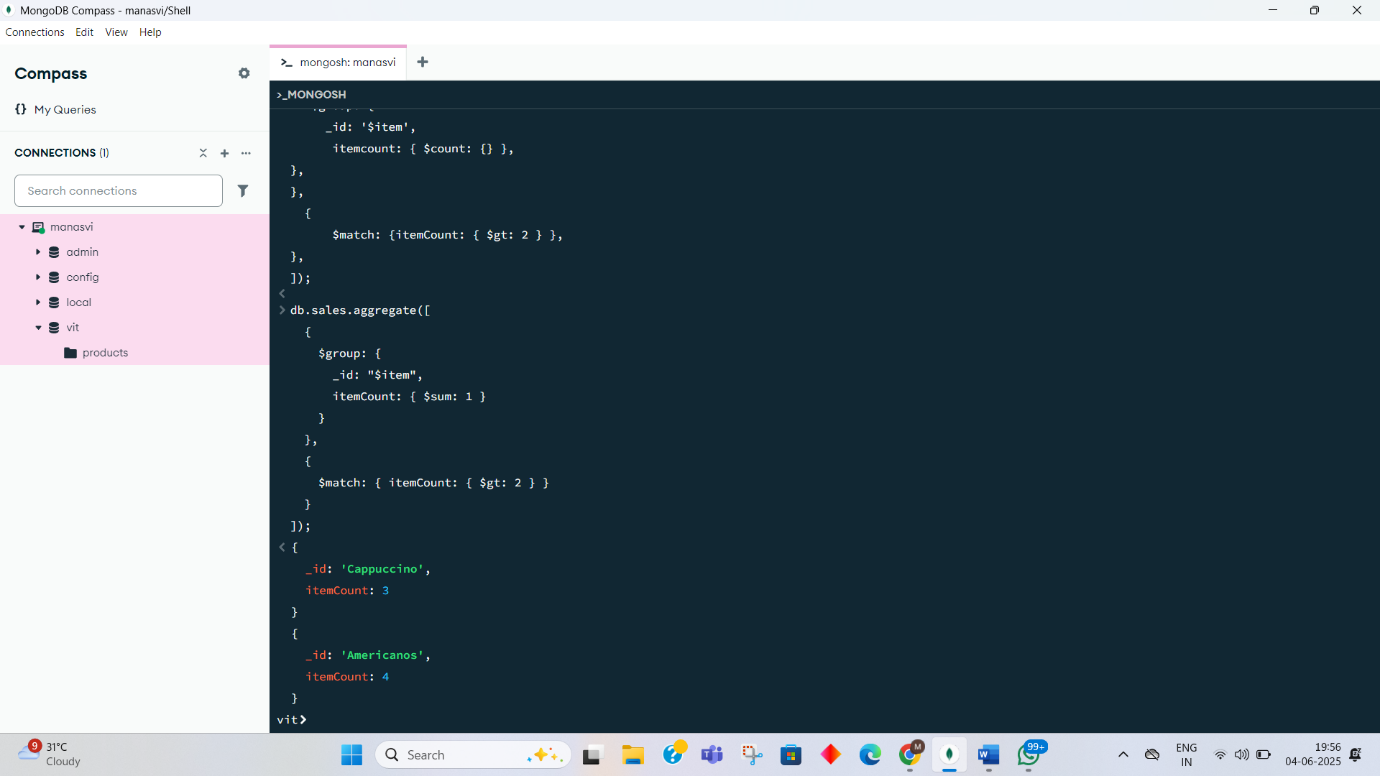 MongoDB Compass - manasvi/Shell
Connections Edit View Help
Compass
{} My Queries
CONNECTIONS (1)
Search connections
manasvi
admin
config
local
vit
products
>_ mongosh: manasvi
>_MONGOSH
_id: '$item',
itemcount: { $count: {} },
},
},
{
$match: {itemCount: { $gt: 2 } },
},
]);
<
> db.sales.aggregate([
{
$group: {
_id: "$item",
itemCount: { $sum: 1 }
}
},
{
$match: { itemCount: { $gt: 2 } }
}
]);
< {
_id: 'Cappuccino',
itemCount: 3
}
{
_id: 'Americanos',
itemCount: 4
}
vit>
9
31°C
Cloudy
Search
M
99+
ENG
IN
19:56
04-06-2025